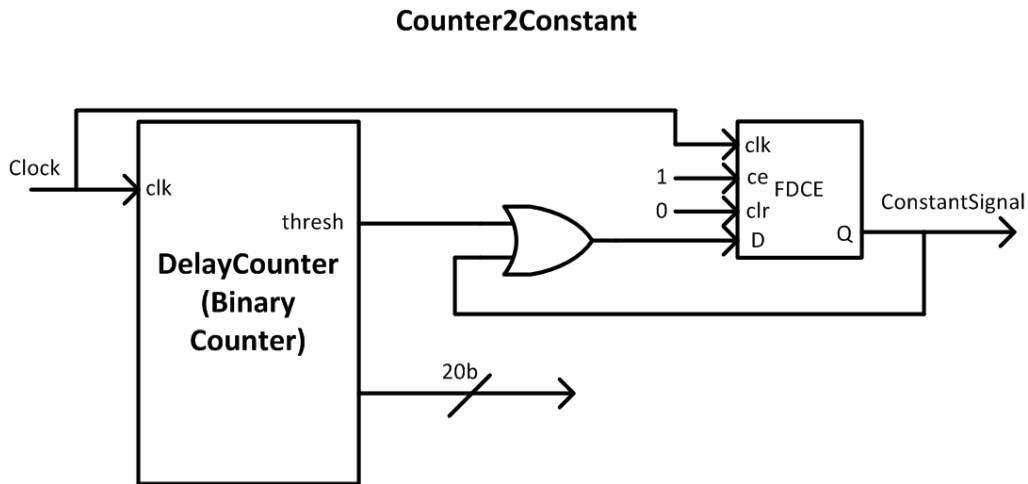 Counter2Constant
Clock
clk
thresh
DelayCounter
(Binary
Counter)
20b
clk
1
ce
FDCE
0
clr
D
Q
ConstantSignal